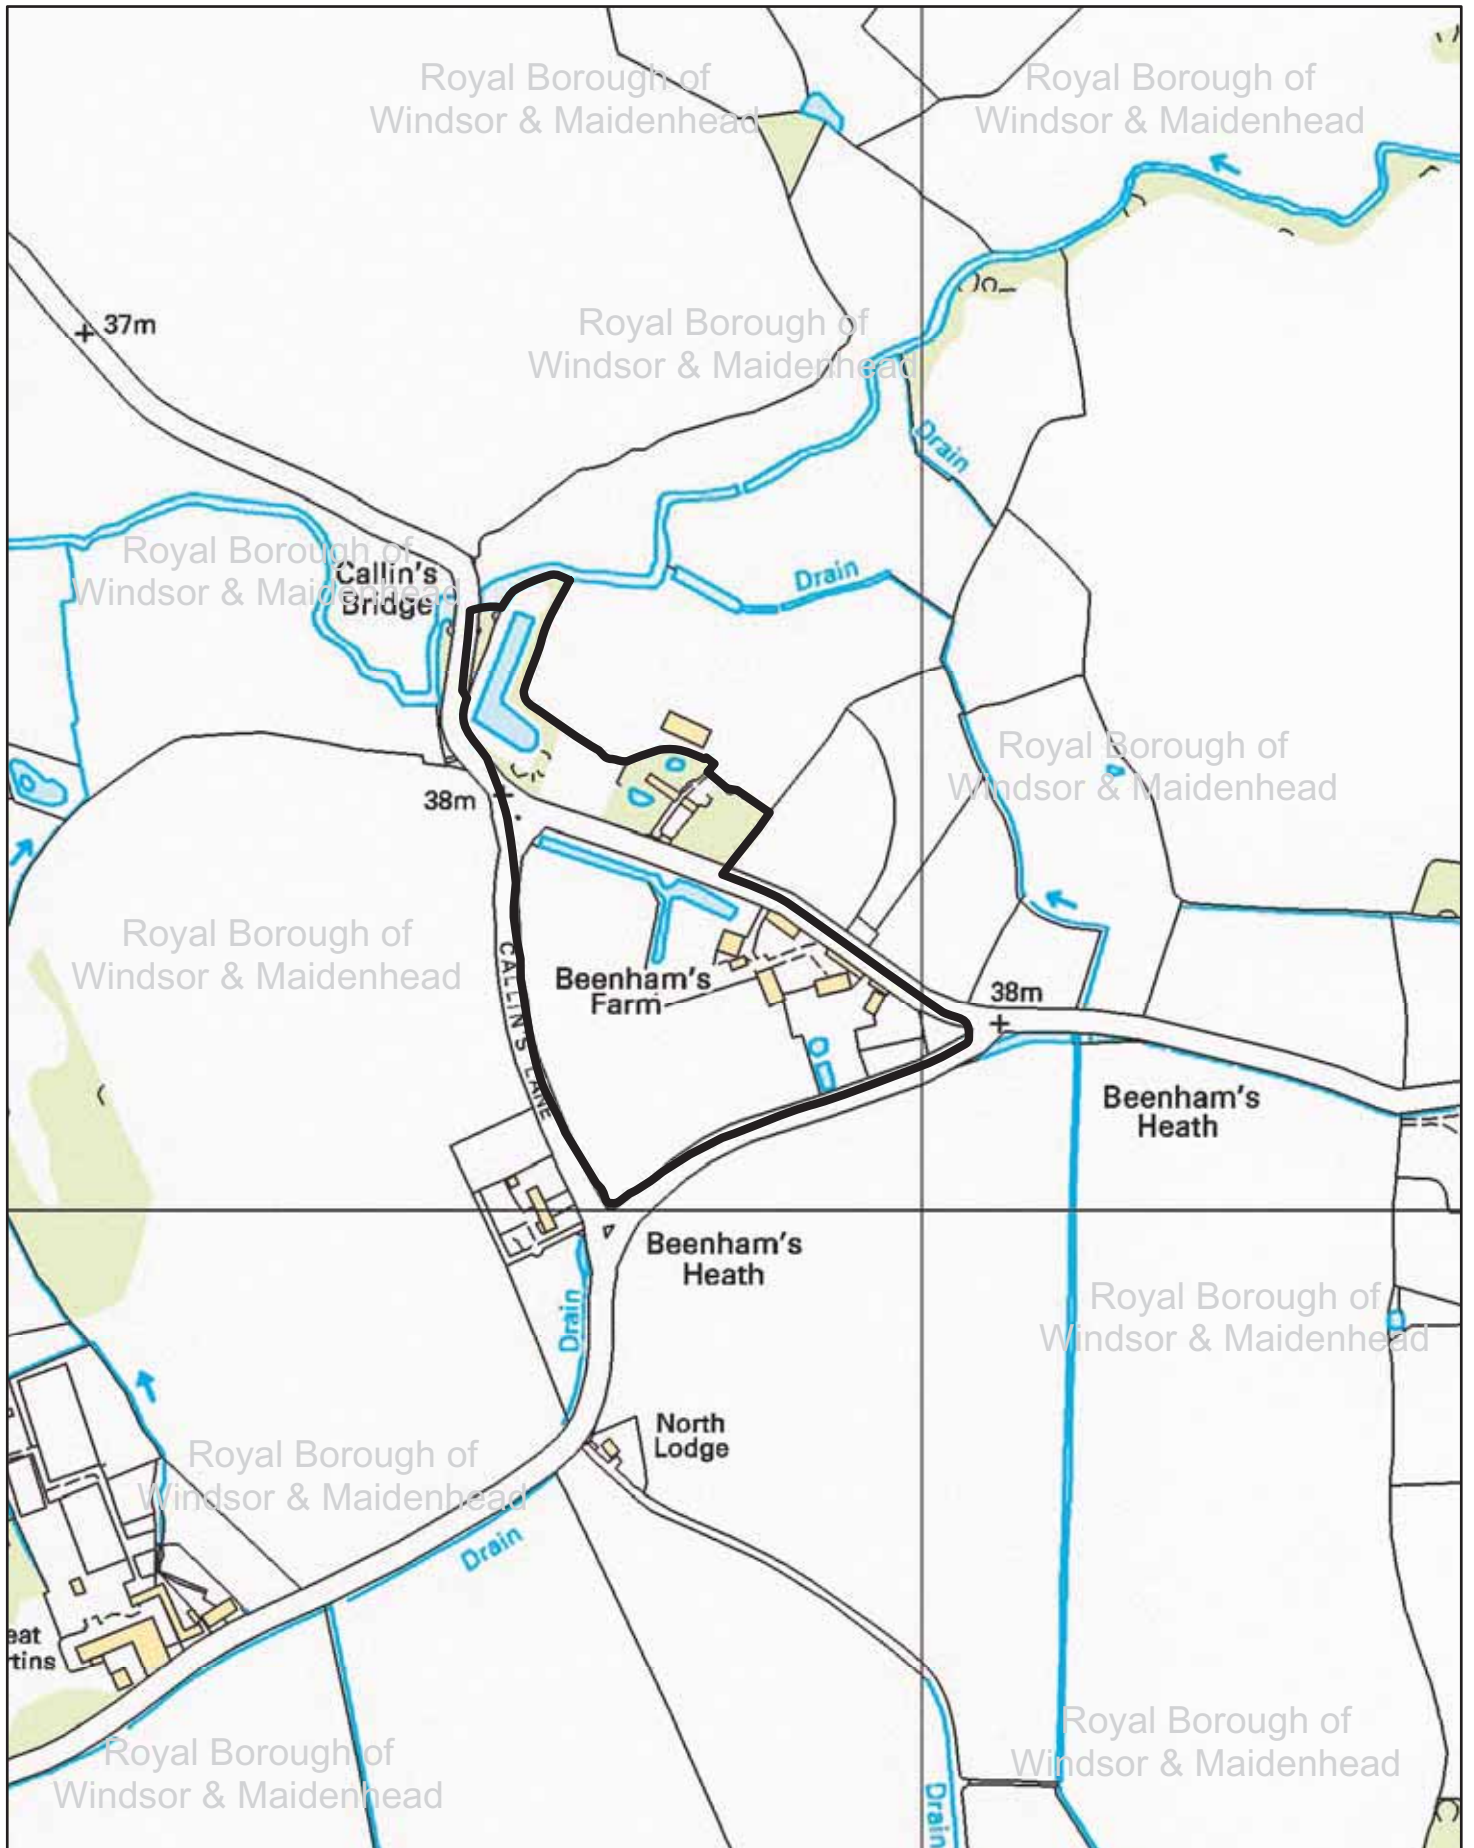 Royal Borough of
Windsor & Maidenhead
Royal Borough of
Windsor & Maidenhead
37m
Royal Borough of
Windsor & Maidenhead
Drain
Royal Borough of
Windsor & Maidenhead
Callin's
Bridge
Drain
Royal Borough of
Windsor & Maidenhead
38m
Royal Borough of
Windsor & Maidenhead
CALLIN'S LANE
Beenham's
Farm
38m
Beenham's
Heath
Beenham's
Heath
Drain
Royal Borough of
Windsor & Maidenhead
North
Lodge
Royal Borough of
Windsor & Maidenhead
Drain
eat
rtins
Royal Borough of
Windsor & Maidenhead
Royal Borough of
Windsor & Maidenhead
Drain